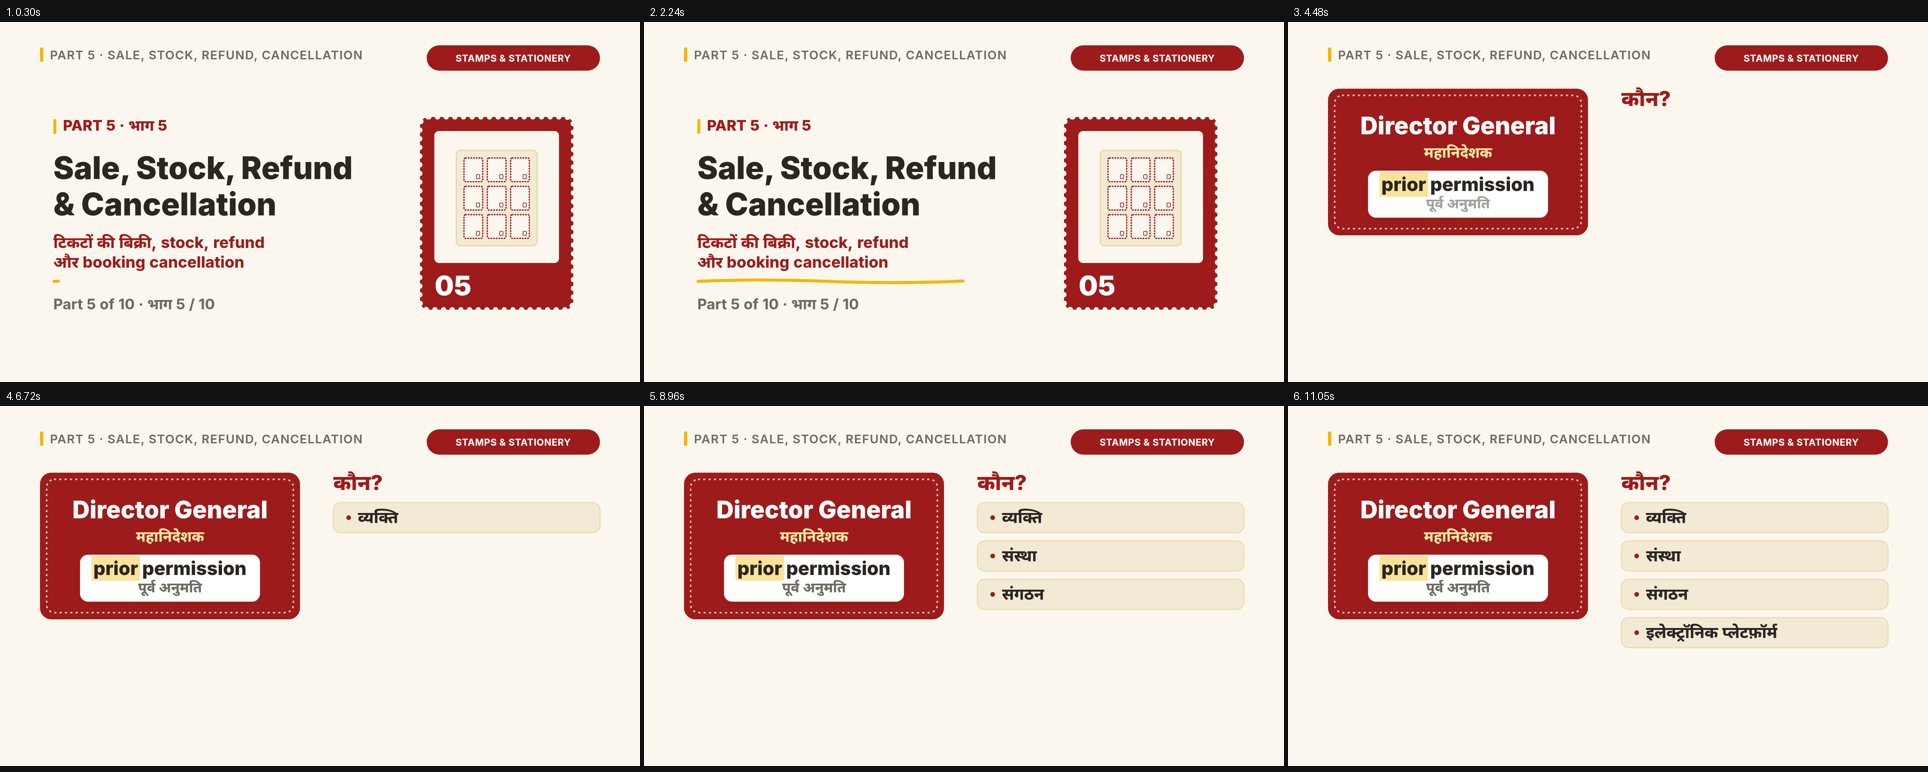 1. 0.30s
PART 5 · SALE, STOCK, REFUND, CANCELLATION
STAMPS & STATIONERY
PART 5 · भाग 5
Sale, Stock, Refund
& Cancellation
टिकटों की बिक्री, stock, refund
और booking cancellation
Part 5 of 10 · भाग 5 / 10
05
2. 2.24s
PART 5 · SALE, STOCK, REFUND, CANCELLATION
STAMPS & STATIONERY
PART 5 · भाग 5
Sale, Stock, Refund
& Cancellation
टिकटों की बिक्री, stock, refund
और booking cancellation
Part 5 of 10 · भाग 5 / 10
05
3. 4.48s
PART 5 · SALE, STOCK, REFUND, CANCELLATION
STAMPS & STATIONERY
Director General
महानिदेशक
prior permission
पूर्व अनुमति
कौन?
4. 6.72s
PART 5 · SALE, STOCK, REFUND, CANCELLATION
STAMPS & STATIONERY
Director General
महानिदेशक
prior permission
पूर्व अनुमति
कौन?
• व्यक्ति
5. 8.96s
PART 5 · SALE, STOCK, REFUND, CANCELLATION
STAMPS & STATIONERY
Director General
महानिदेशक
prior permission
पूर्व अनुमति
कौन?
• व्यक्ति
• संस्था
• संगठन
6. 11.05s
PART 5 · SALE, STOCK, REFUND, CANCELLATION
STAMPS & STATIONERY
Director General
महानिदेशक
prior permission
पूर्व अनुमति
कौन?
• व्यक्ति
• संस्था
• संगठन
• इलेक्ट्रॉनिक प्लेटफ़ॉर्म